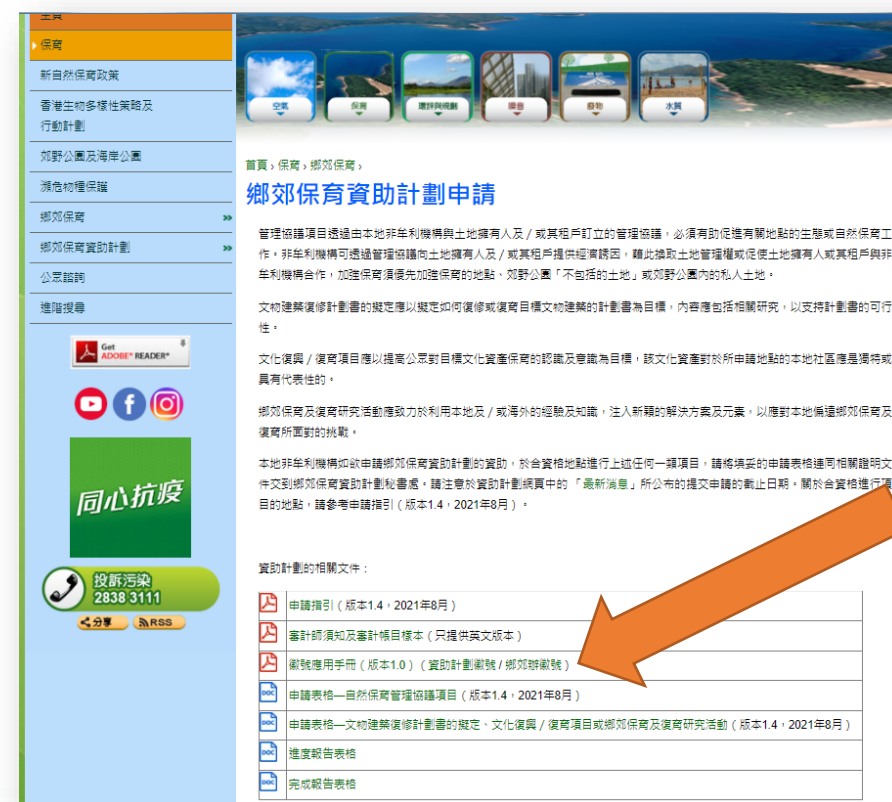 主頁
保育
新自然保育政策
香港生物多樣性策略及
行動計劃
郊野公園及海岸公園
瀕危物種保護
鄉郊保育
鄉郊保育資助計劃
公眾諮詢
進階搜尋
Get
ADOBE® READER®
同心抗疫
投訴污染
2838 3111
分享
RSS
空氣
保育
環評與規劃
噪音
廢物
水質
首頁 › 保育 › 鄉郊保育 ›
鄉郊保育資助計劃申請
管理協議項目透過由本地非牟利機構與土地擁有人及 / 或其租戶訂立的管理協議，必須有助促進有關地點的生態或自然保育工
作。非牟利機構可透過管理協議向土地擁有人及 / 或其租戶提供經濟誘因，藉此換取土地管理權或促使土地擁有人或其租戶與非
牟利機構合作，加強保育須優先加強保育的地點、郊野公園「不包括的土地」或郊野公園內的私人土地。
文物建築復修計劃書的擬定應以擬定如何復修或復育目標文物建築的計劃書為目標，內容應包括相關研究，以支持計劃書的可行
性。
文化復興 / 復育項目應以提高公眾對目標文化資產保育的認識及意識為目標，該文化資產對於所申請地點的本地社區應是獨特或
具有代表性的。
鄉郊保育及復育研究活動應致力於利用本地及 / 或海外的經驗及知識，注入新穎的解決方案及元素，以應對本地偏遠鄉郊保育及
復育所面對的挑戰。
本地非牟利機構如欲申請鄉郊保育資助計劃的資助，於合資格地點進行上述任何一類項目，請將填妥的申請表格連同相關證明文
件交到鄉郊保育資助計劃秘書處。請注意於資助計劃網頁中的 「最新消息」所公布的提交申請的截止日期。關於合資格進行項
目的地點，請參考申請指引 ( 版本1.4，2021年8月 ) 。
資助計劃的相關文件：
申請指引 ( 版本1.4，2021年8月 )
審計師須知及審計帳目樣本 ( 只提供英文版本 )
徽號應用手冊 ( 版本1.0 ) ( 資助計劃徽號 / 鄉郊辦徽號 )
DOC 申請表格—自然保育管理協議項目 ( 版本1.4，2021年8月 )
DOC 申請表格—文物建築復修計劃書的擬定、文化復興 / 復育項目或鄉郊保育及復育研究活動 ( 版本1.4，2021年8月 )
DOC 進度報告表格
DOC 完成報告表格